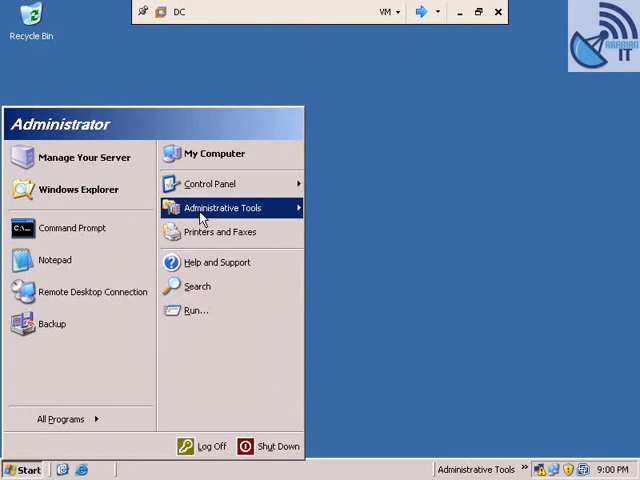 DC
VM
Recycle Bin
ARABIAN
IT
Administrator
Manage Your Server
Windows Explorer
Command Prompt
Notepad
Remote Desktop Connection
Backup
All Programs
My Computer
Control Panel
Administrative Tools
Printers and Faxes
Help and Support
Search
Run...
Log Off
Shut Down
Start
Administrative Tools
9:00 PM